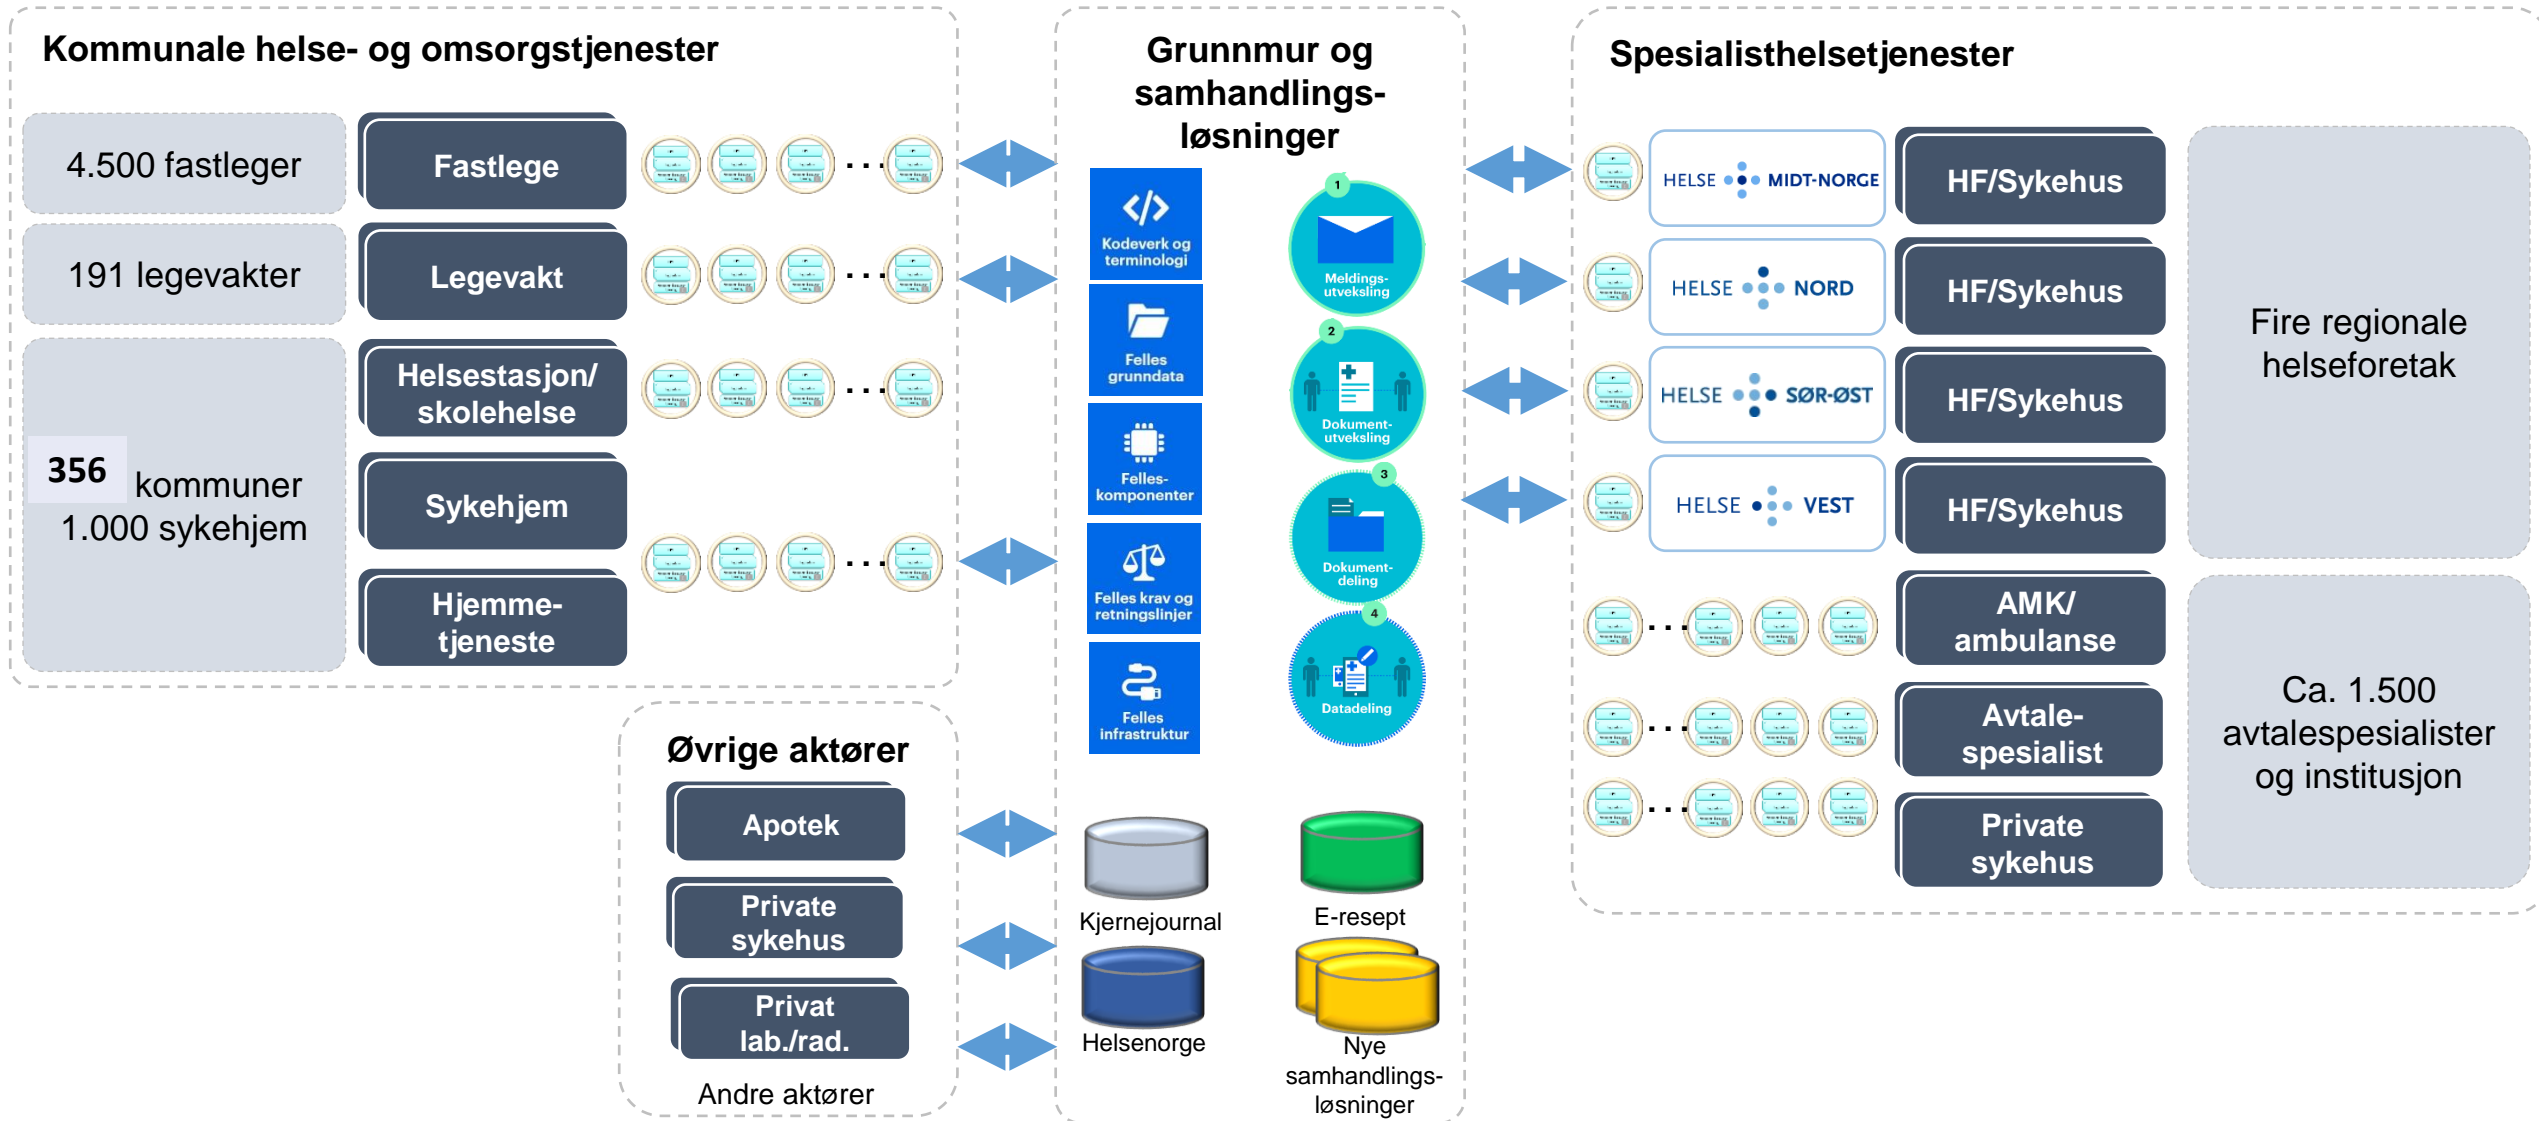 Kommunale helse- og omsorgstjenester
4.500 fastleger
Fastlege
...
191 legevakter
Legevakt
...
Helsestasjon/
skolehelse
...
356
kommuner
1.000 sykehjem
Sykehjem
...
Hjemme-
tjeneste
Øvrige aktører
Apotek
Private
sykehus
Privat
lab./rad.
Andre aktører
Grunnmur og
samhandlings-
løsninger
</>
Kodeverk og
terminologi
Felles
grunndata
Felles-
komponenter
Felles krav og
retningslinjer
Felles
infrastruktur
1
Meldings-
utveksling
2
Dokument-
utveksling
3
Dokument-
deling
4
Datadeling
Kjernejournal
E-resept
Helsenorge
Nye
samhandlings-
løsninger
Spesialisthelsetjenester
HELSE MIDT-NORGE
HF/Sykehus
HELSE NORD
HF/Sykehus
HELSE SØR-ØST
HF/Sykehus
HELSE VEST
HF/Sykehus
Fire regionale
helseforetak
...
AMK/
ambulanse
...
Avtale-
spesialist
...
Private
sykehus
Ca. 1.500
avtalespesialister
og institusjon